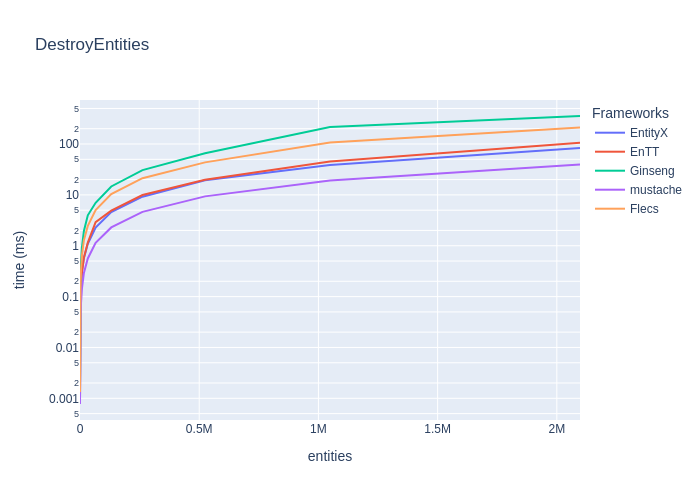 DestroyEntities
Frameworks
EntityX
EnTT
Ginseng
mustache
Flecs
time (ms)
5
2
100
5
2
10
5
2
1
5
2
0.1
5
2
0.01
5
2
0.001
5
0
0.5M
1M
1.5M
2M
entities